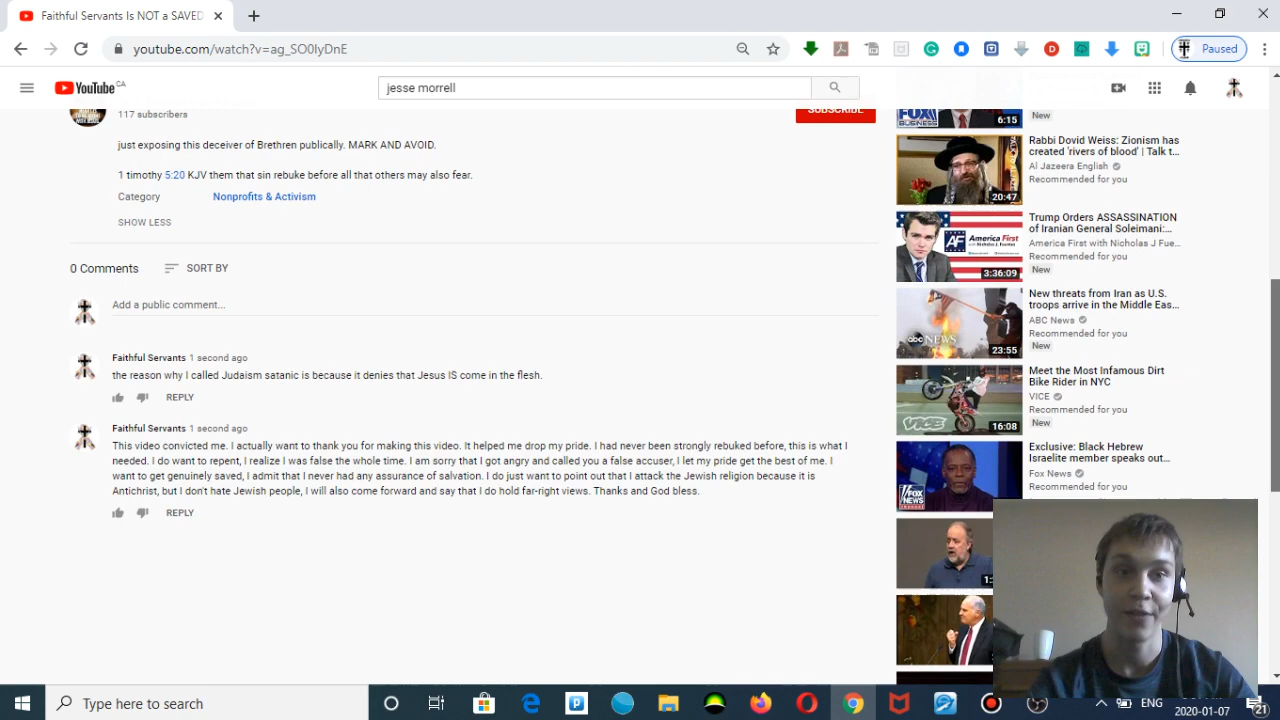 Faithful Servants Is NOT a SAVED
youtube.com/watch?v=ag_SO0IyDnE
Paused
YouTube CA
jesse morrell
117 subscribers
SUBSCRIBE
just exposing this deceiver of Brethren publically. MARK AND AVOID.
1 timothy 5:20 KJV them that sin rebuke before all that others may also fear.
Category Nonprofits & Activism
SHOW LESS
0 Comments SORT BY
Add a public comment...
Faithful Servants 1 second ago
the reason why I called Judaism satanic is because it denies that Jesus IS come in the flesh.
REPLY
Faithful Servants 1 second ago
This video convicted me. I actually want to thank you for making this video. It helped me drop my pride. I had never been strongly rebuked before, this is what I
needed. I do want to repent, I realize I was false the whole time. I am sorry that I got angry and called you a false accuser, I let my pride get the best of me. I
want to get genuinely saved, I admit that I never had any assurance of salvation. I do just want to point out that I attack the Jewish religion because it is
Antichrist, but I don't hate Jewish people, I will also come forward and say that I do hold far-right views. Thanks and God bless.
REPLY
FOX
BUSINESS
6:15
New
20:47
Rabbi Dovid Weiss: Zionism has
created 'rivers of blood' | Talk t...
Al Jazeera English
Recommended for you
AF
America First
3:36:09
Trump Orders ASSASSINATION
of Iranian General Soleimani:...
America First with Nicholas J Fue...
Recommended for you
New
abc NEWS
23:55
New threats from Iran as U.S.
troops arrive in the Middle Eas...
ABC News
Recommended for you
New
VICE
16:08
Meet the Most Infamous Dirt
Bike Rider in NYC
VICE
Recommended for you
New
FOX
NEWS
Exclusive: Black Hebrew
Israelite member speaks out...
Fox News
Recommended for you
Type here to search
ENG
2020-01-07
21